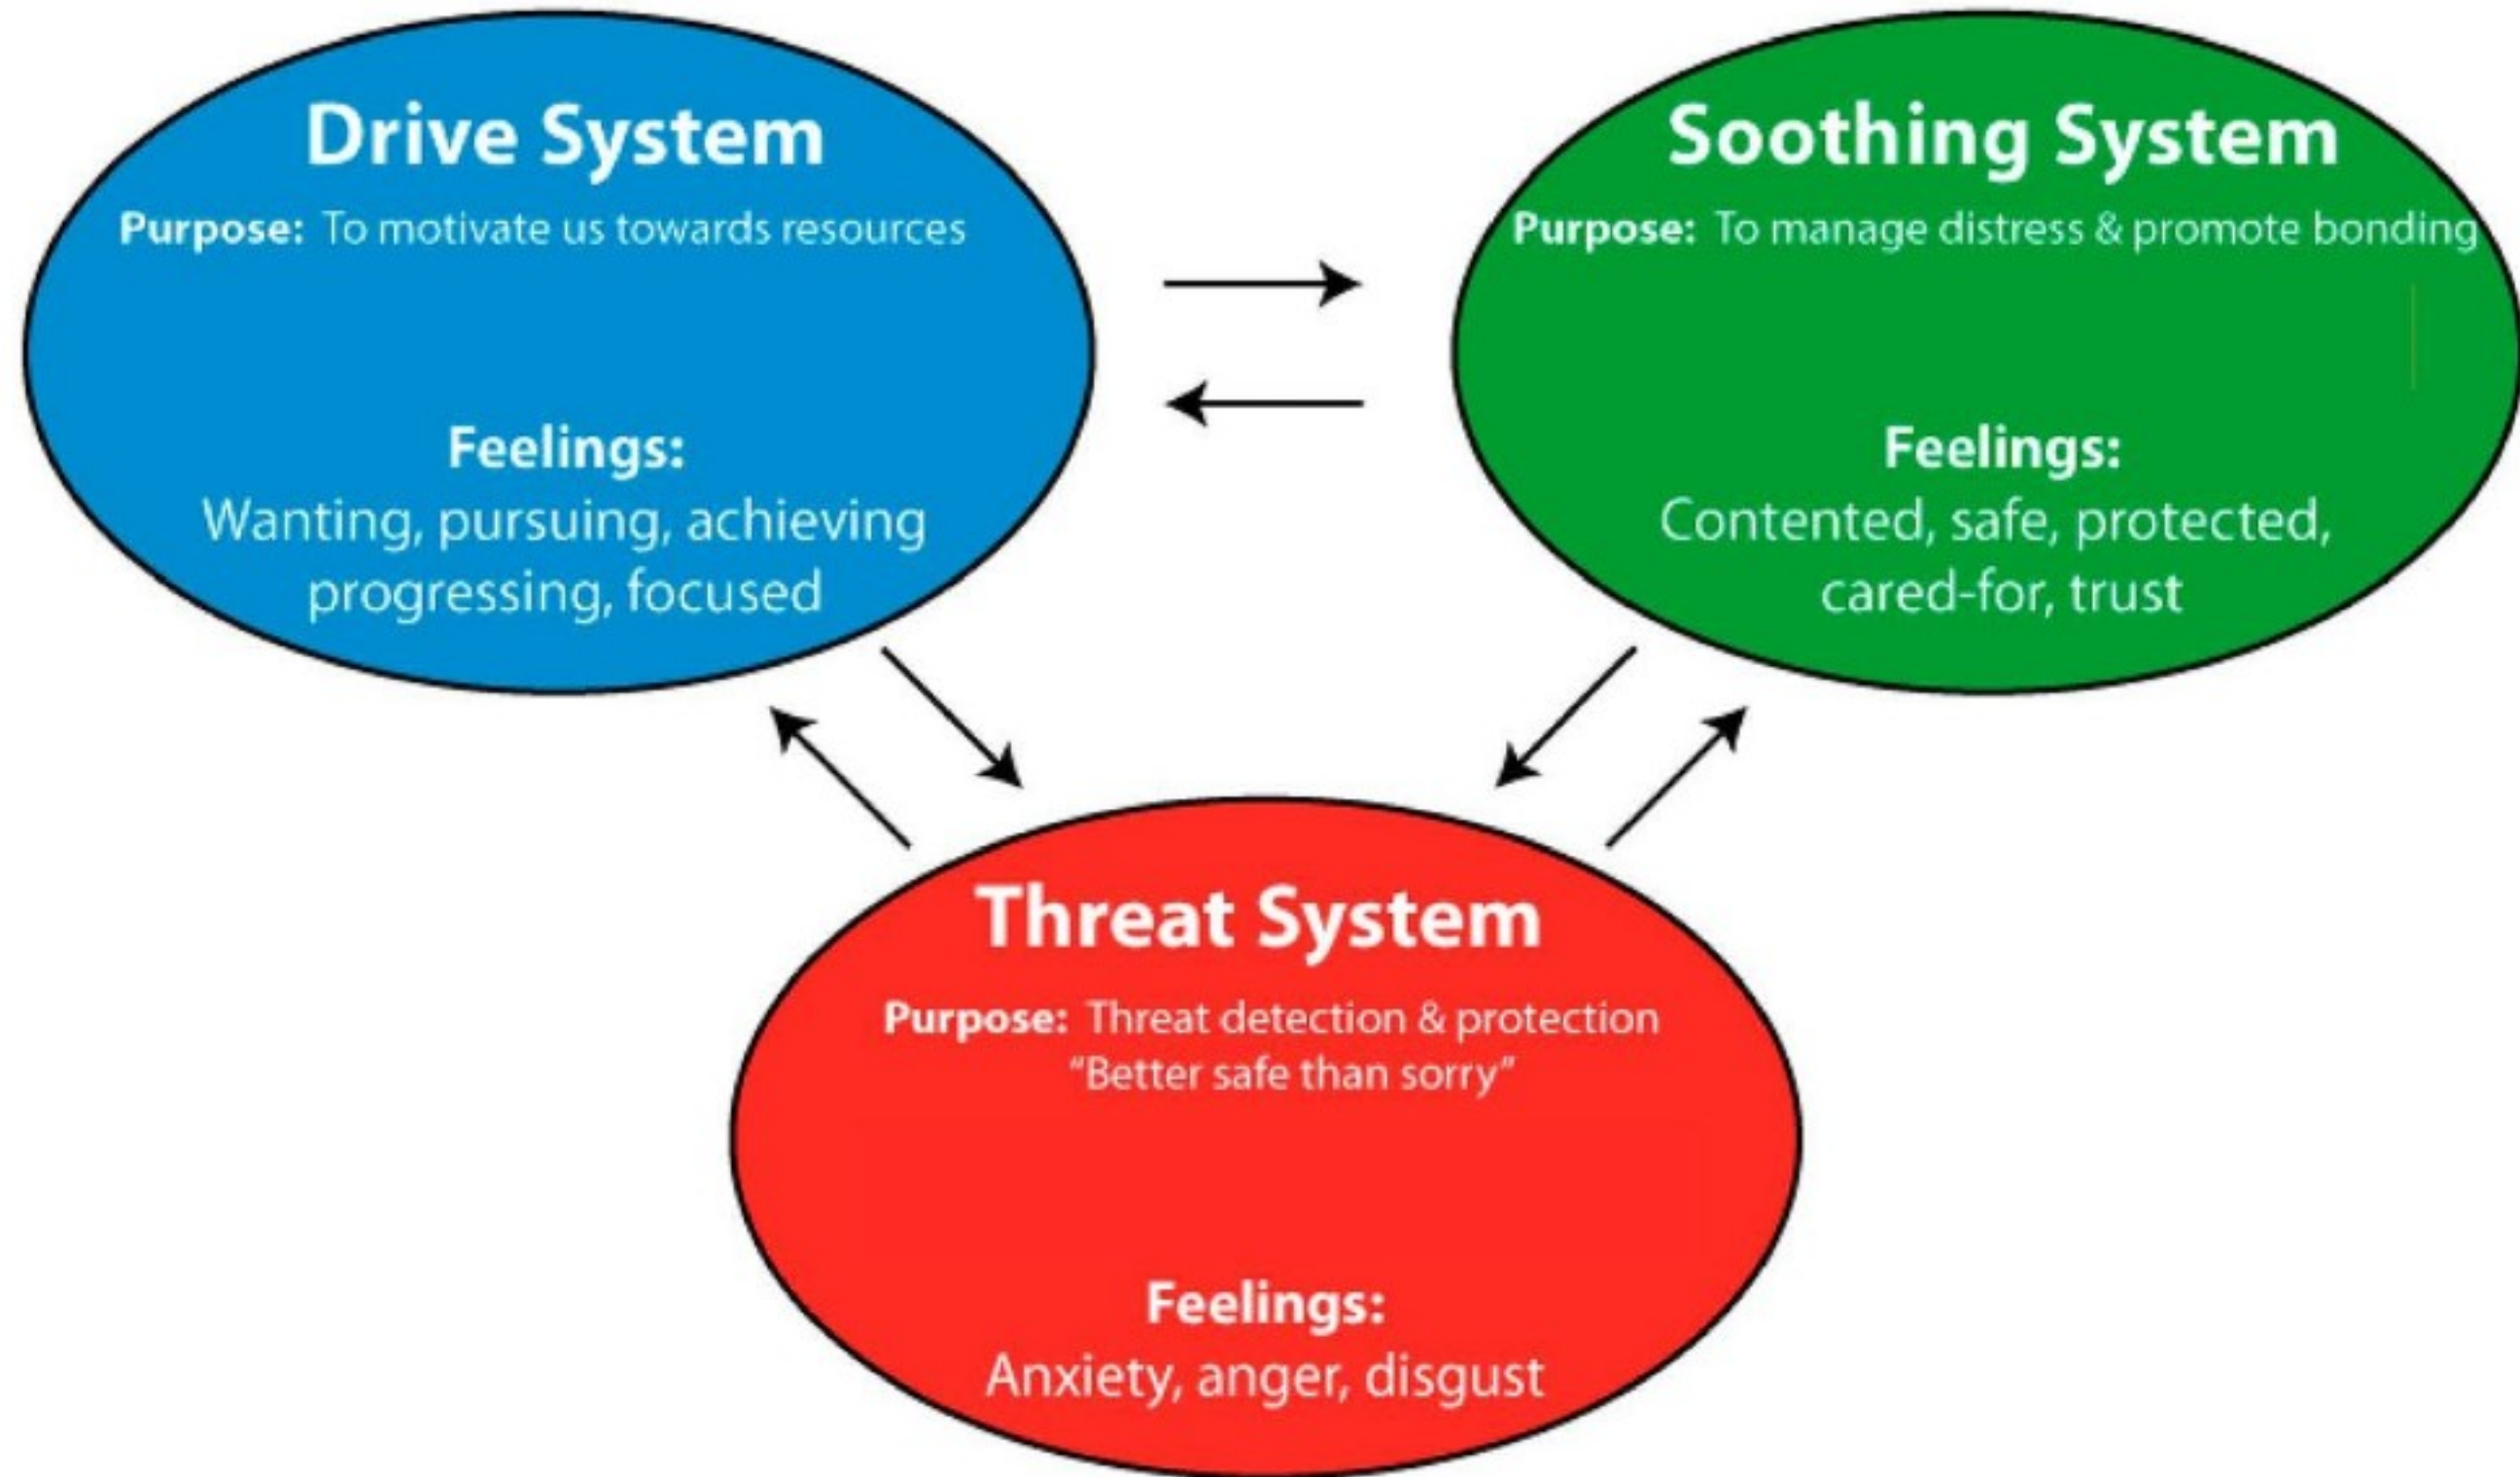 Drive System
Purpose: To motivate us towards resources
Feelings:
Wanting, pursuing, achieving
progressing, focused
Soothing System
Purpose: To manage distress & promote bonding
Feelings:
Contented, safe, protected,
cared-for, trust
Threat System
Purpose: Threat detection & protection
“Better safe than sorry”
Feelings:
Anxiety, anger, disgust